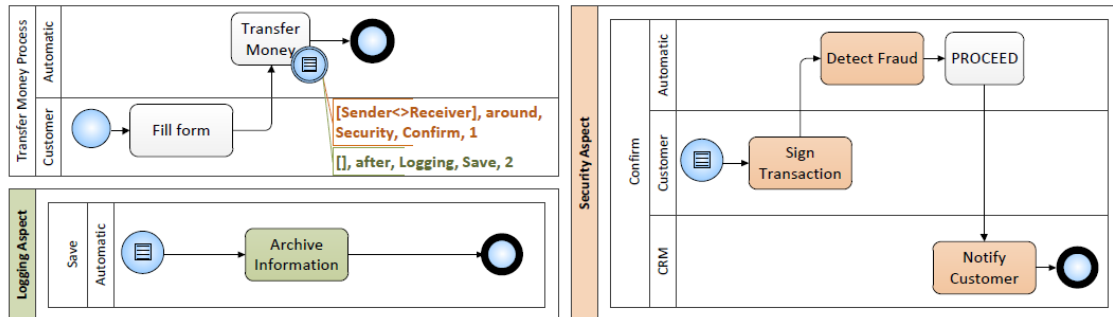 Transfer Money Process
Automatic
Customer
Transfer
Money
Fill form
[Sender<>Receiver], around,
Security, Confirm, 1
[], after, Logging, Save, 2
Logging Aspect
Save
Automatic
Archive
Information
Security Aspect
Confirm
Automatic
Customer
CRM
Detect Fraud
PROCEED
Sign
Transaction
Notify
Customer